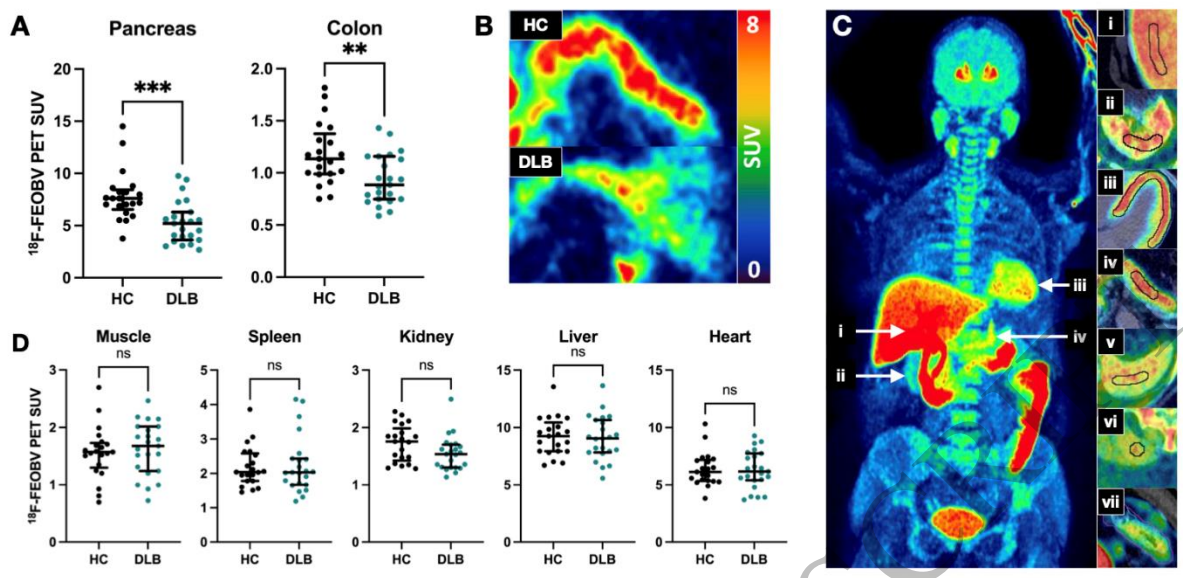 A
Pancreas
¹⁸F-FEOBV PET SUV
20
15
10
5
0
***
HC
DLB
Colon
2.0
1.5
1.0
0.5
0.0
**
HC
DLB
B
HC
DLB
8
SUV
0
C
i
ii
iii
iv
i
ii
iii
iv
v
vi
vii
D
¹⁸F-FEOBV PET SUV
Muscle
ns
3
2
1
0
HC
DLB
Spleen
ns
5
4
3
2
1
0
HC
DLB
Kidney
ns
3
2
1
0
HC
DLB
Liver
ns
15
10
5
0
HC
DLB
Heart
ns
15
10
5
0
HC
DLB